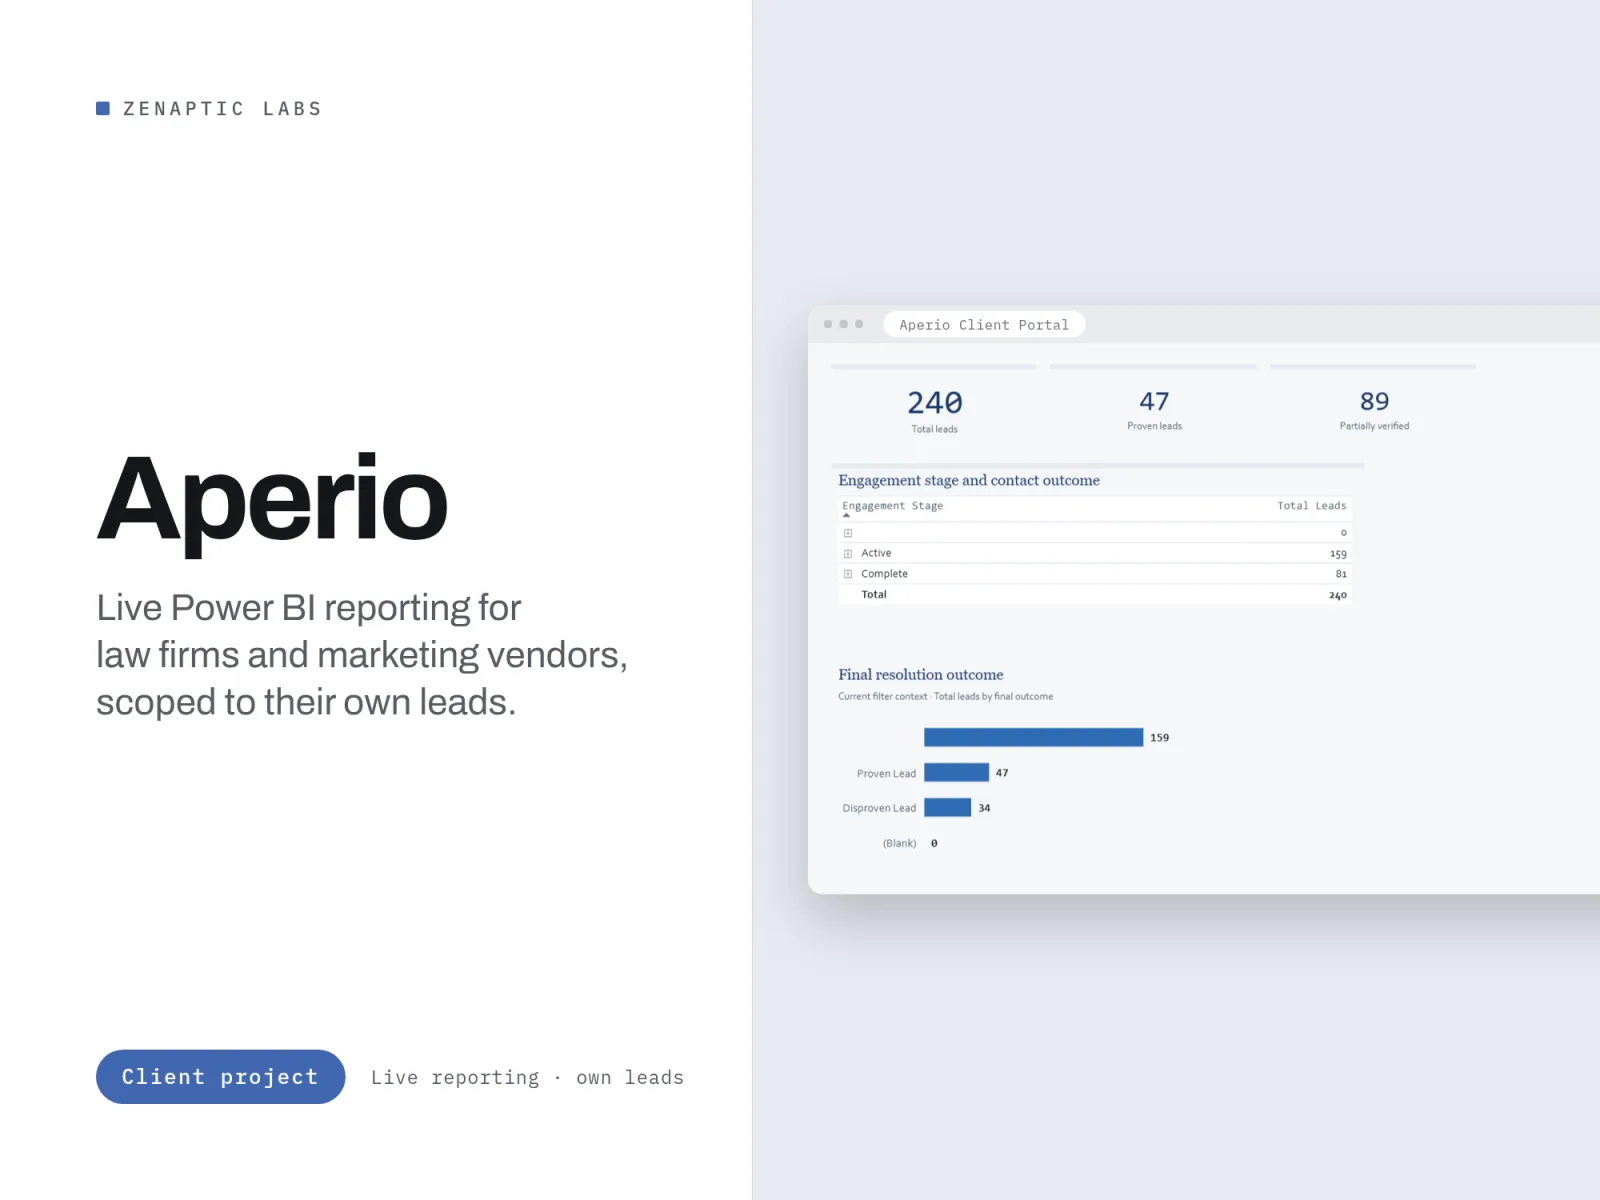 ZENAPTIC LABS
Aperio
Live Power BI reporting for
law firms and marketing vendors,
scoped to their own leads.
Client project
Live reporting · own leads
Aperio Client Portal
240
Total leads
47
Proven leads
89
Partially verified
Engagement stage and contact outcome
Engagement Stage Total Leads
0
Active 159
Complete 81
Total 240
Final resolution outcome
Current filter context · Total leads by final outcome
159
Proven Lead 47
Disproven Lead 34
(Blank) 0